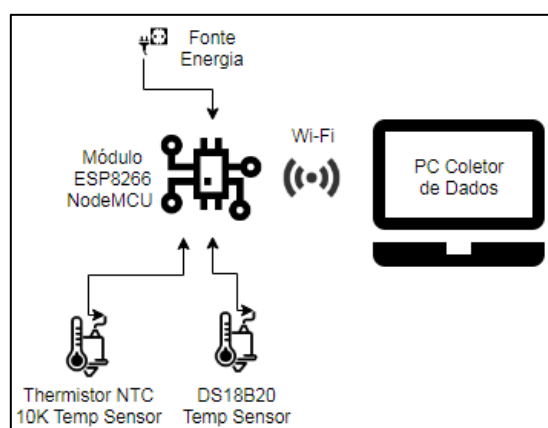 Fonte
Energia
Wi-Fi
Módulo
ESP8266
NodeMCU
PC Coletor
de Dados
Thermistor NTC
10K Temp Sensor
DS18B20
Temp Sensor